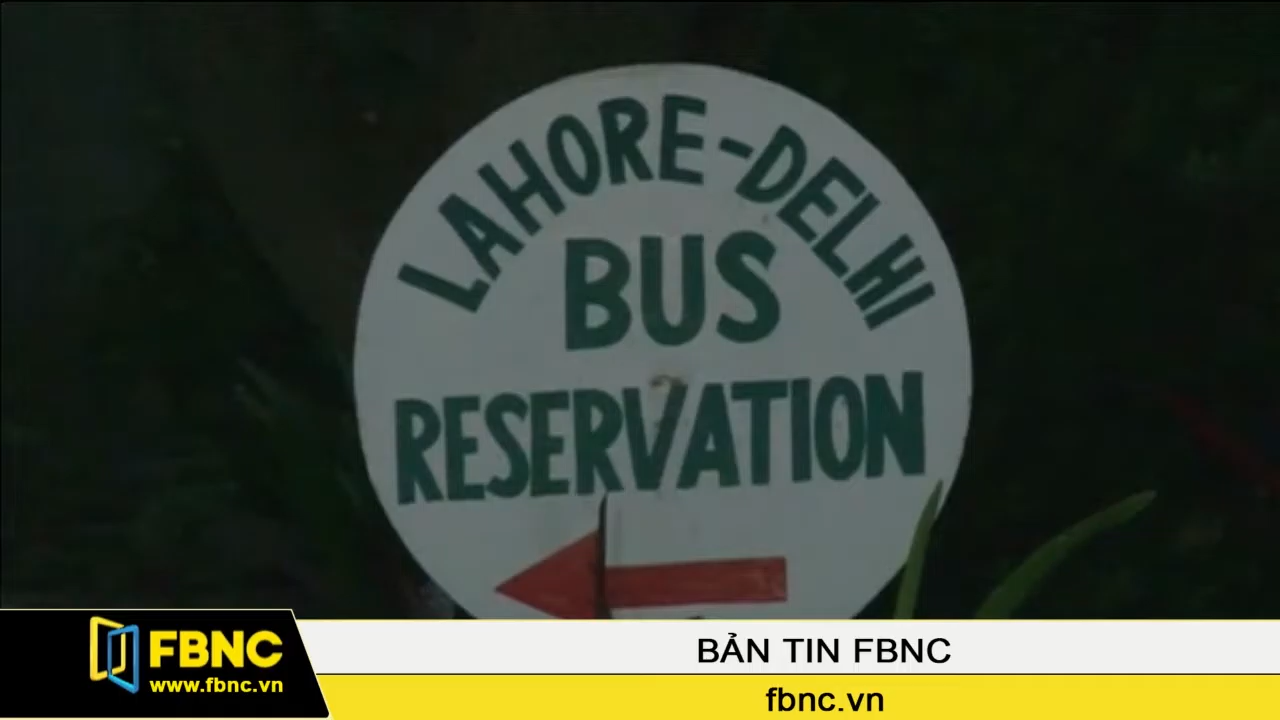 LAHORE-DELHI
BUS
RESERVATION
FBNC
www.fbnc.vn
BẢN TIN FBNC
fbnc.vn